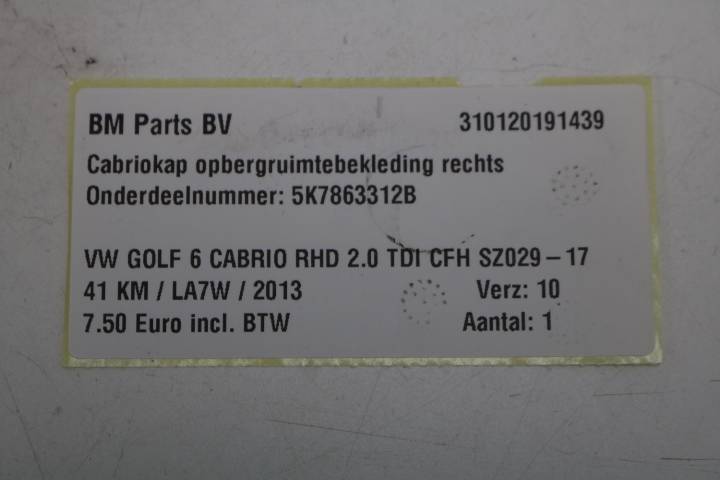 BM Parts BV 310120191439
Cabriokap opbergruimtebekleding rechts
Onderdeelnummer: 5K7863312B
VW GOLF 6 CABRIO RHD 2.0 TDI CFH SZ029-17
41 KM / LA7W / 2013 Verz: 10
7.50 Euro incl. BTW Aantal: 1